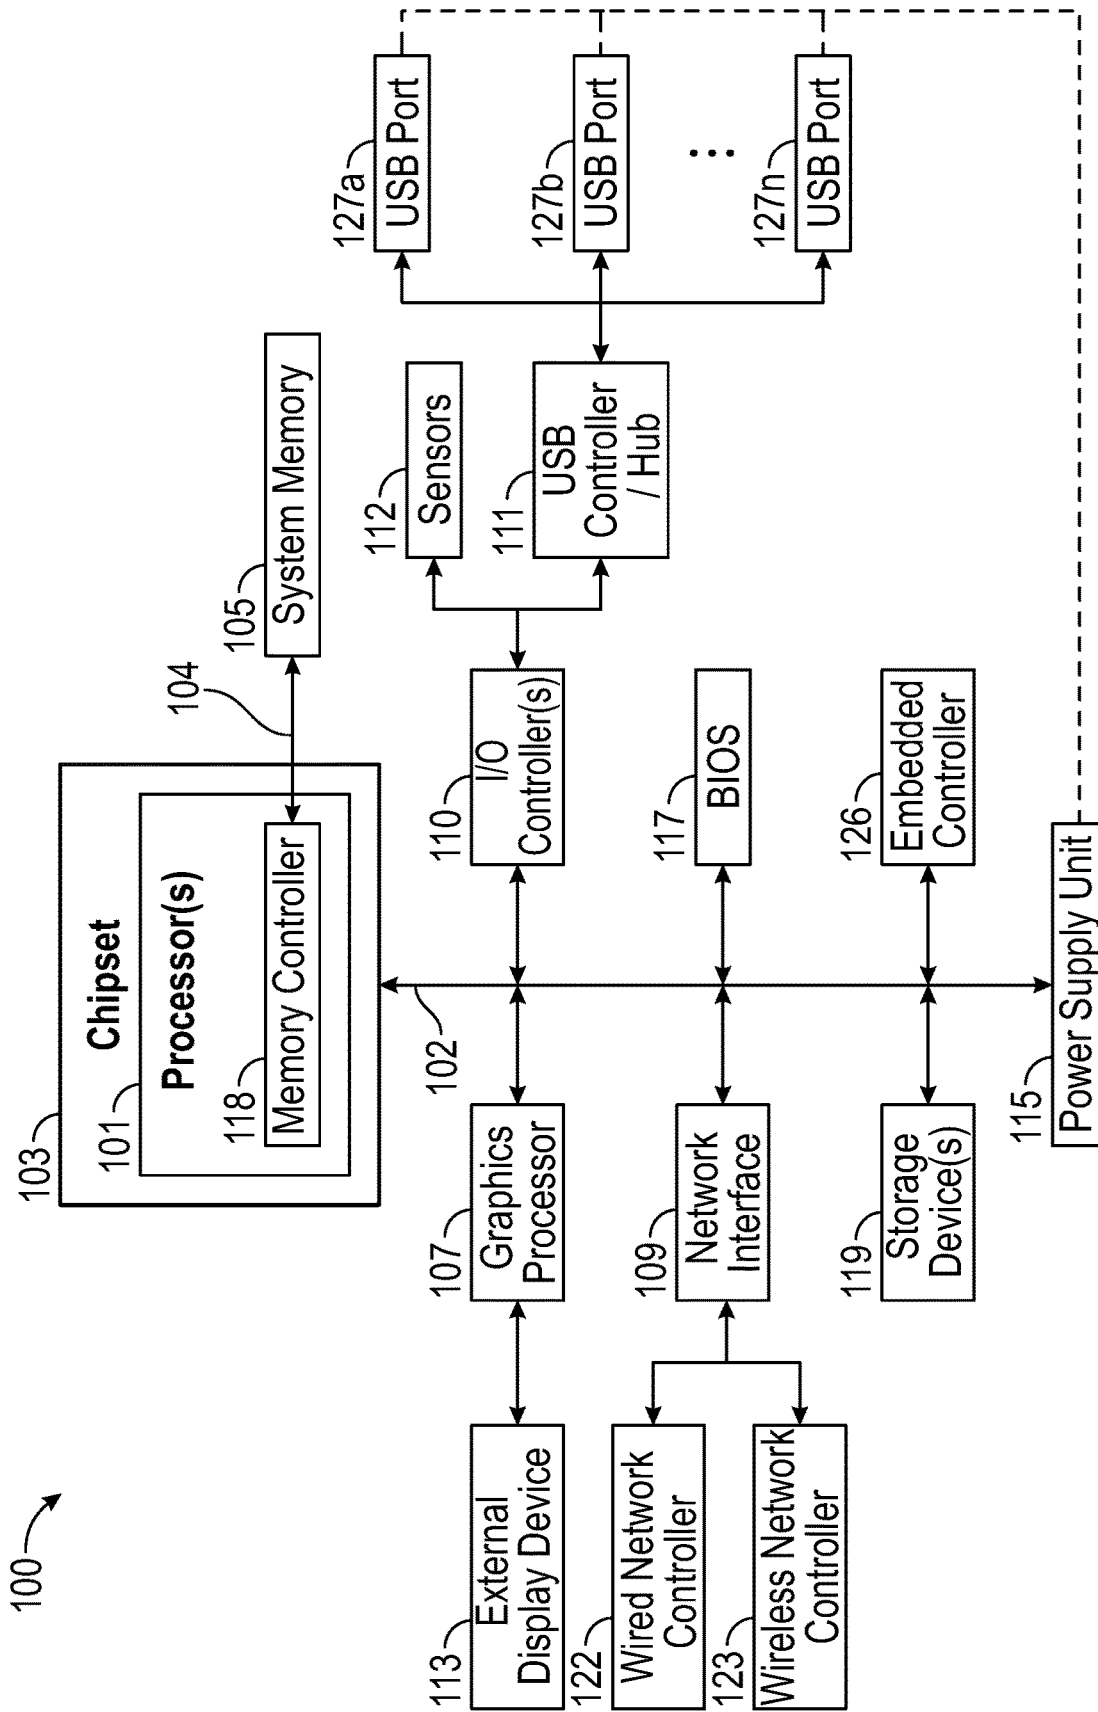 100
103
Chipset
101
Processor(s)
118
Memory Controller
104
105
System Memory
102
113
External
Display Device
107
Graphics
Processor
110
I/O
Controller(s)
112
Sensors
111
USB
Controller
/ Hub
127a
USB Port
127b
USB Port
...
127n
USB Port
122
Wired Network
Controller
123
Wireless Network
Controller
109
Network
Interface
117
BIOS
119
Storage
Device(s)
126
Embedded
Controller
115
Power Supply Unit